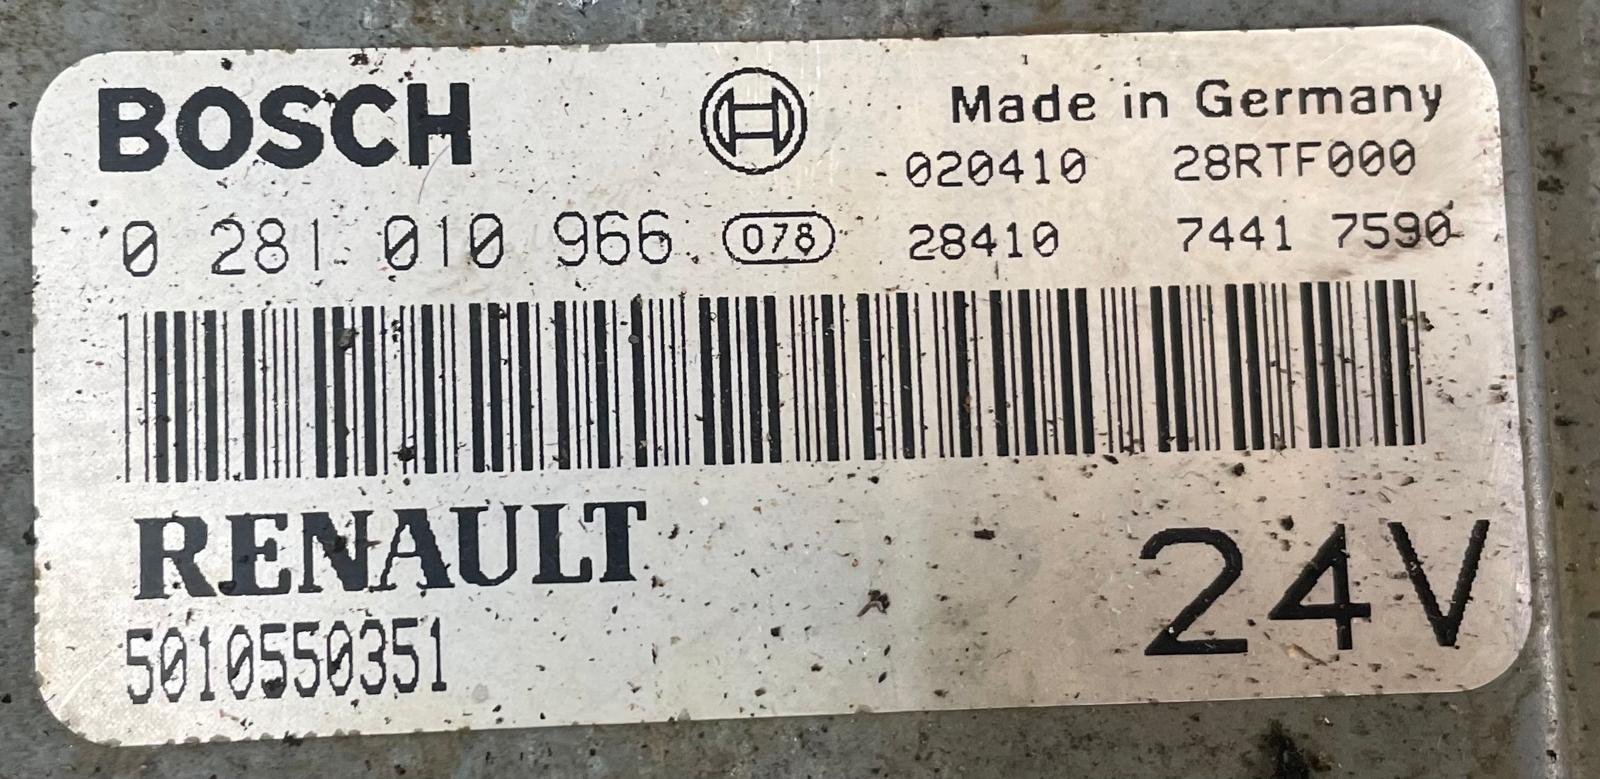 BOSCH
Made in Germany
020410 28RTF000
0 281 010 966 078 28410 7441 7590
RENAULT
5010550351
24V